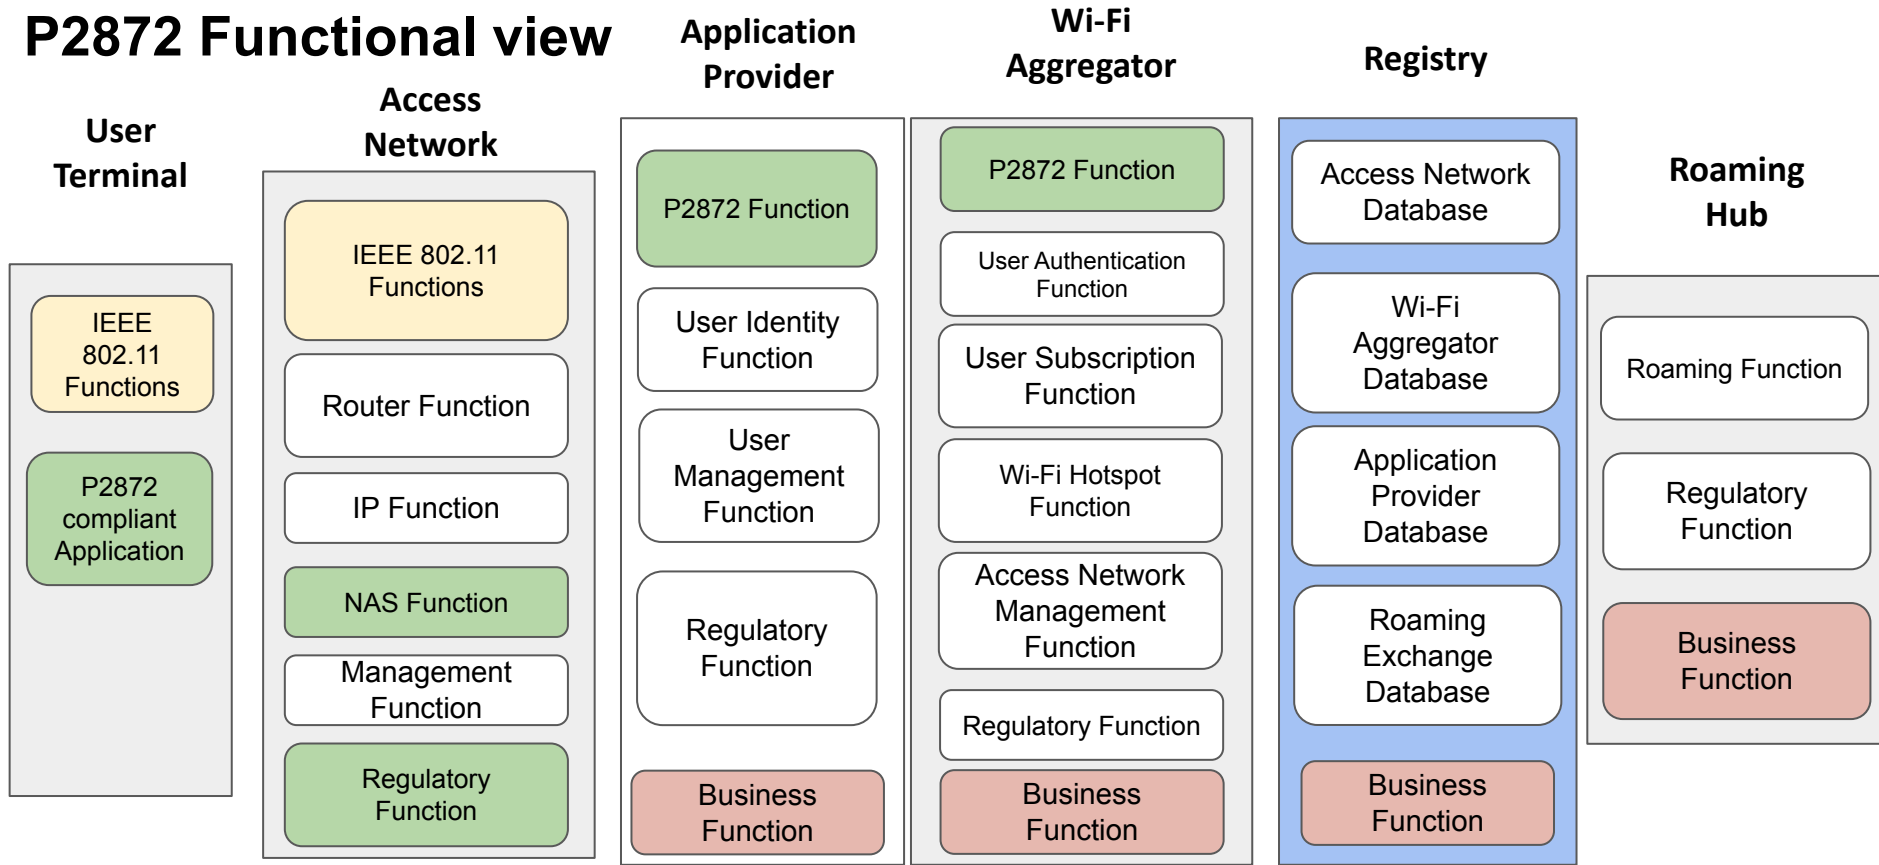 P2872 Functional view
User
Terminal
IEEE
802.11
Functions
P2872
compliant
Application
Access
Network
IEEE 802.11
Functions
Router Function
IP Function
NAS Function
Management
Function
Regulatory
Function
Application
Provider
P2872 Function
User Identity
Function
User
Management
Function
Regulatory
Function
Business
Function
Wi-Fi
Aggregator
P2872 Function
User Authentication
Function
User Subscription
Function
Wi-Fi Hotspot
Function
Access Network
Management
Function
Regulatory Function
Business
Function
Registry
Access Network
Database
Wi-Fi
Aggregator
Database
Application
Provider
Database
Roaming
Exchange
Database
Business
Function
Roaming
Hub
Roaming Function
Regulatory
Function
Business
Function